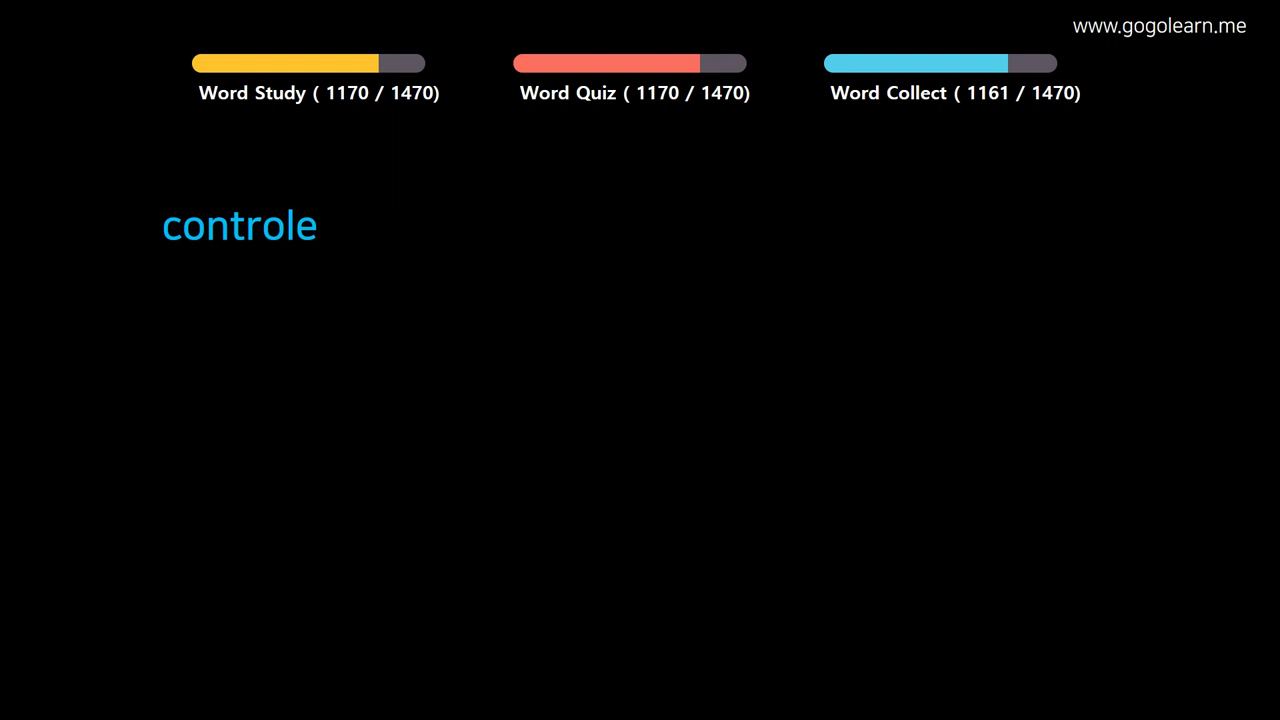 www.gogolearn.me
Word Study ( 1170 / 1470)
Word Quiz ( 1170 / 1470)
Word Collect ( 1161 / 1470)
controle